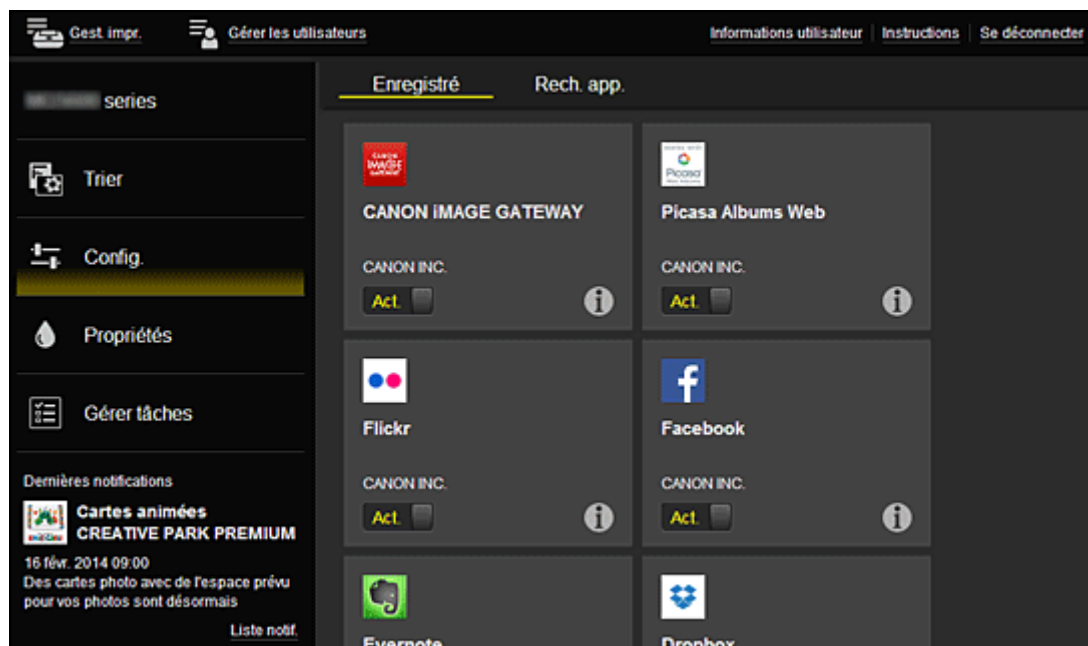 Gest. impr.
Gérer les utilisateurs
Informations utilisateur
Instructions
Se déconnecter
series
Enregistré
Rech. app.
Trier
Config.
Propriétés
Gérer tâches
CANON iMAGE GATEWAY
CANON INC.
Act.
Picasa
Picasa Albums Web
CANON INC.
Act.
Flickr
CANON INC.
Act.
Facebook
CANON INC.
Act.
Evernote
Dropbox
Dernières notifications
Cartes animées
CREATIVE PARK PREMIUM
16 févr. 2014 09:00
Des cartes photo avec de l'espace prévu
pour vos photos sont désormais
Liste notif.